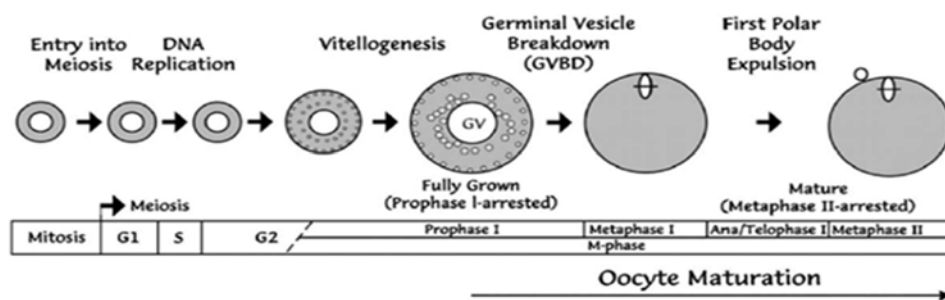 Entry into
Meiosis
DNA
Replication
Vitellogenesis
Germinal Vesicle
Breakdown
(GVBD)
First Polar
Body
Expulsion
GV
Fully Grown
(Prophase I-arrested)
Mature
(Metaphase II-arrested)
Meiosis
Mitosis
G1
S
G2
Prophase I
Metaphase I
Ana/Telophase I
Metaphase II
M-phase
Oocyte Maturation